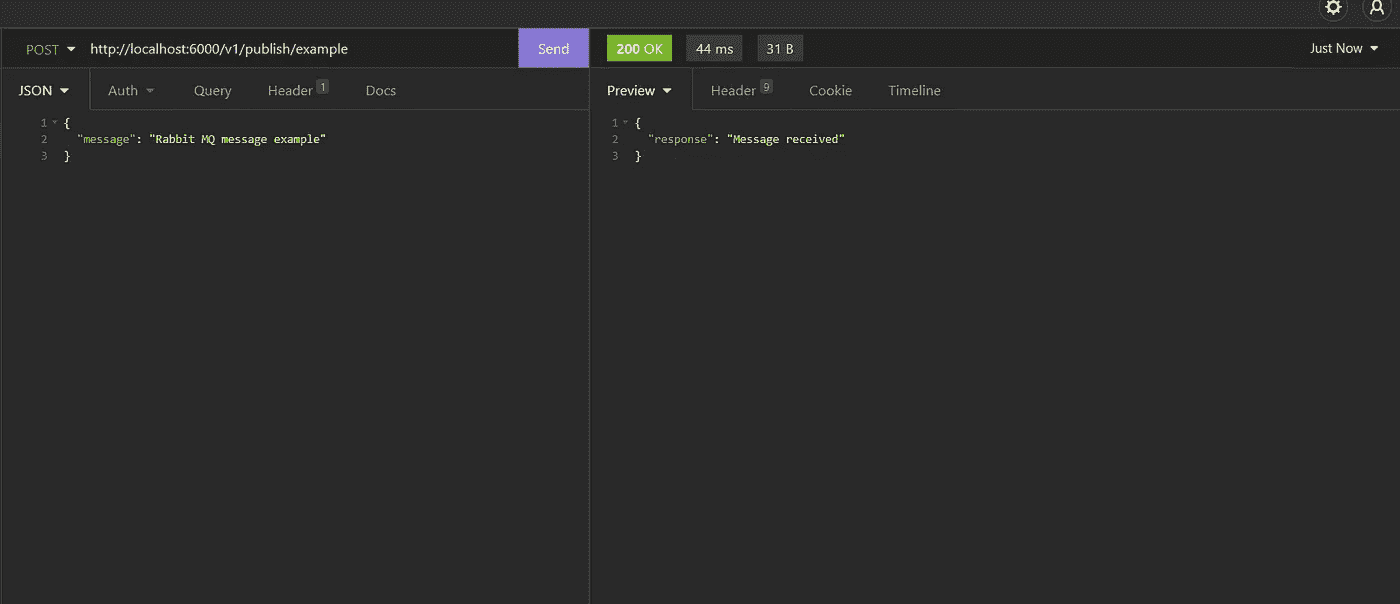 POST http://localhost:6000/v1/publish/example Send 200 OK 44 ms 31 B Just Now
JSON Auth Query Header 1 Docs Preview Header 9 Cookie Timeline
1 {
2 "message": "Rabbit MQ message example"
3 }
1 {
2 "response": "Message received"
3 }